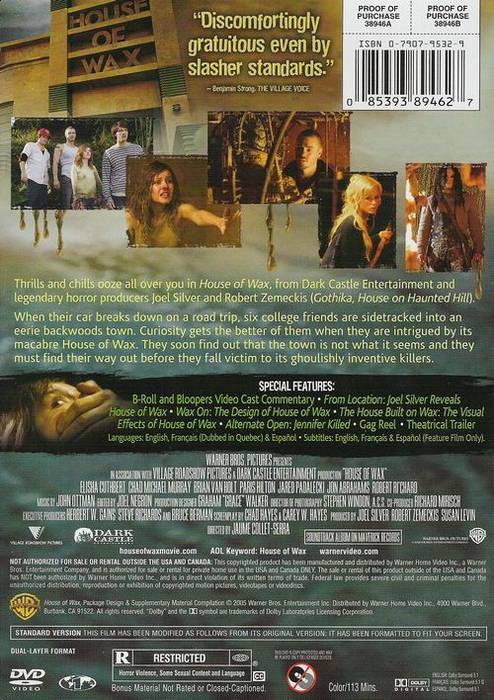 HOUSE
OF
WAX
"Discomfortingly
gratuitous even by
slasher standards."
– Benjamin Strong, THE VILLAGE VOICE
PROOF OF
PURCHASE
38946A
PROOF OF
PURCHASE
38946B
ISBN 0-7907-9532-9
0 85393 89462 7
Thrills and chills ooze all over you in House of Wax, from Dark Castle Entertainment and
legendary horror producers Joel Silver and Robert Zemeckis (Gothika, House on Haunted Hill).
When their car breaks down on a road trip, six college friends are sidetracked into an
eerie backwoods town. Curiosity gets the better of them when they are intrigued by its
macabre House of Wax. They soon find out that the town is not what it seems and they
must find their way out before they fall victim to its ghoulishly inventive killers.
SPECIAL FEATURES:
B-Roll and Bloopers Video Cast Commentary • From Location: Joel Silver Reveals
House of Wax • Wax On: The Design of House of Wax • The House Built on Wax: The Visual
Effects of House of Wax • Alternate Open: Jennifer Killed • Gag Reel • Theatrical Trailer
Languages: English, Français (Dubbed in Quebec) & Español • Subtitles: English, Français & Español (Feature Film Only).
WARNER BROS. PICTURES PRESENTS
IN ASSOCIATION WITH VILLAGE ROADSHOW PICTURES A DARK CASTLE ENTERTAINMENT PRODUCTION "HOUSE OF WAX"
ELISHA CUTHBERT, CHAD MICHAEL MURRAY, BRIAN VAN HOLT, PARIS HILTON, JARED PADALECKI, JON ABRAHAMS, ROBERT RI'CHARD
MUSIC BY JOHN OTTMAN EDITED BY JOEL NEGRON PRODUCTION DESIGNER GRAHAM "GRACE" WALKER DIRECTOR OF PHOTOGRAPHY STEPHEN WINDON, A.C.S. CO-PRODUCED BY RICHARD MIRISCH
EXECUTIVE PRODUCERS HERBERT W. GAINS STEVE RICHARDS AND BRUCE BERMAN SCREENPLAY BY CHAD HAYES & CAREY W. HAYES PRODUCED BY JOEL SILVER ROBERT ZEMECKIS SUSAN LEVIN
DIRECTED BY JAUME COLLET-SERRA
VILLAGE ROADSHOW PICTURES
DARK CASTLE
SOUNDTRACK ALBUM ON MAVERICK RECORDS
WARNER BROS. PICTURES
houseofwaxmovie.com AOL Keyword: House of Wax warnervideo.com
NOT AUTHORIZED FOR SALE OR RENTAL OUTSIDE THE USA AND CANADA: This copyrighted product has been manufactured and distributed by Warner Home Video, a Warner
Bros. Entertainment Company, and is authorized for sale or rental for private home use in the USA and Canada ONLY. The sale or rental of this product outside of the USA and Canada
has NOT been authorized by Warner Home Video Inc., and is in direct violation of its written terms of trade. Federal law provides severe civil and criminal penalties for the
unauthorized distribution, reproduction or exhibition of copyrighted motion pictures, videotapes or videodiscs.
House of Wax, Package Design & Supplementary Material Compilation © 2005 Warner Bros. Entertainment Inc. Distributed by Warner Home Video Inc., 4000 Warner Blvd.,
Burbank, CA 91522. All rights reserved. "Dolby" and the DD symbol are trademarks of Dolby Laboratories Licensing Corporation.
STANDARD VERSION THIS FILM HAS BEEN MODIFIED AS FOLLOWS FROM ITS ORIGINAL VERSION: IT HAS BEEN FORMATTED TO FIT YOUR SCREEN.
DUAL-LAYER FORMAT
DVD
VIDEO
R RESTRICTED
Horror Violence, Some Sexual Content and Language
Bonus Material Not Rated or Closed-Captioned.
Color/113 Mins.
DOLBY
DIGITAL